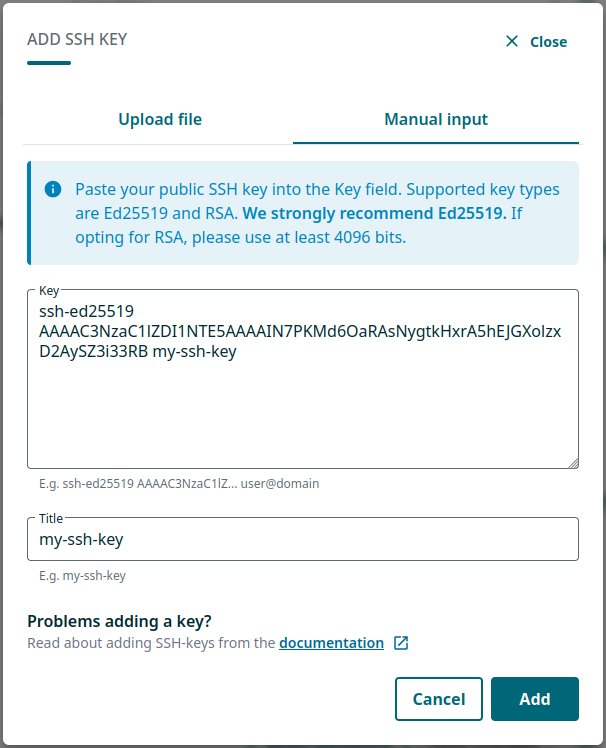 ADD SSH KEY
Close
Upload file
Manual input
Paste your public SSH key into the Key field. Supported key types
are Ed25519 and RSA. We strongly recommend Ed25519. If
opting for RSA, please use at least 4096 bits.
Key
ssh-ed25519
AAAAC3NzaC1lZDI1NTE5AAAAIN7PKMd6OaRAsNygtkHxrA5hEJGXolzx
D2AySZ3i33RB my-ssh-key
E.g. ssh-ed25519 AAAAC3NzaC1lZ... user@domain
Title
my-ssh-key
E.g. my-ssh-key
Problems adding a key?
Read about adding SSH-keys from the documentation
Cancel
Add